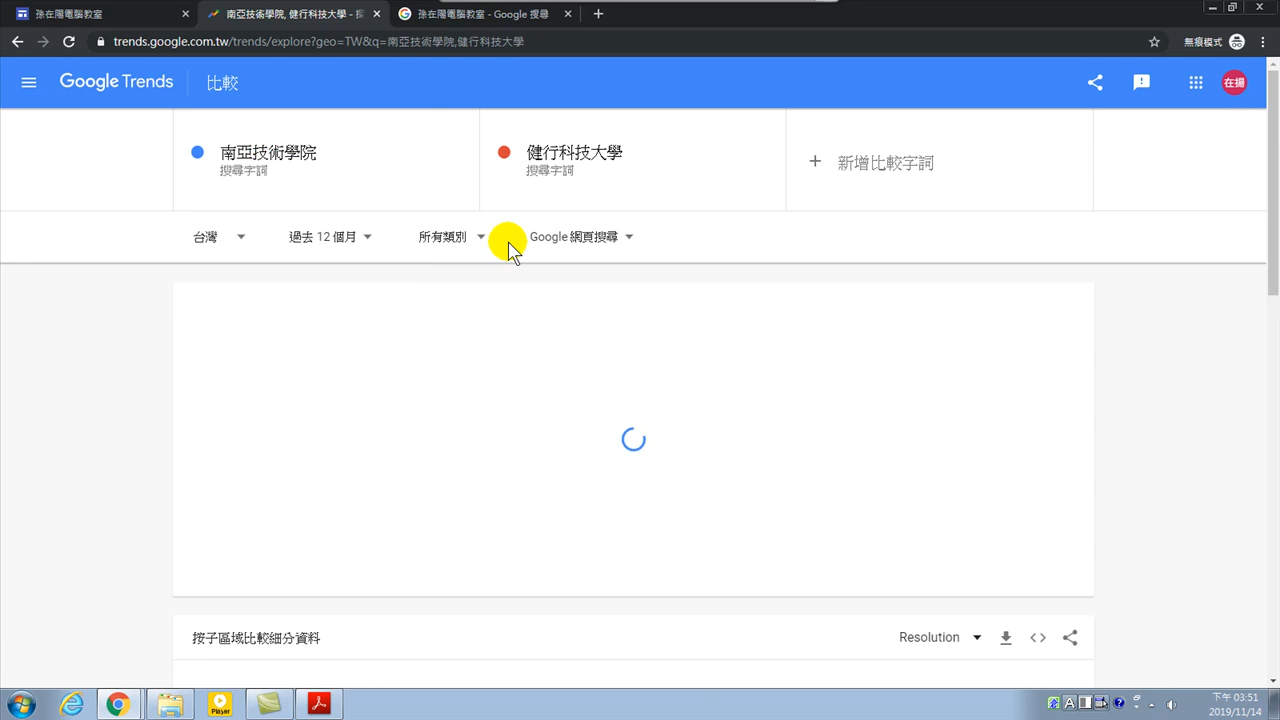 孫在陽電腦教室
南亞技術學院, 健行科技大學 - 探
孫在陽電腦教室 - Google 搜尋
trends.google.com.tw/trends/explore?geo=TW&q=南亞技術學院,健行科技大學
無痕模式
Google Trends
比較
在揚
南亞技術學院
搜尋字詞
健行科技大學
搜尋字詞
+ 新增比較字詞
台灣
過去 12 個月
所有類別
Google 網頁搜尋
按子區域比較細分資料
Resolution
Player
下午 03:51
2019/11/14